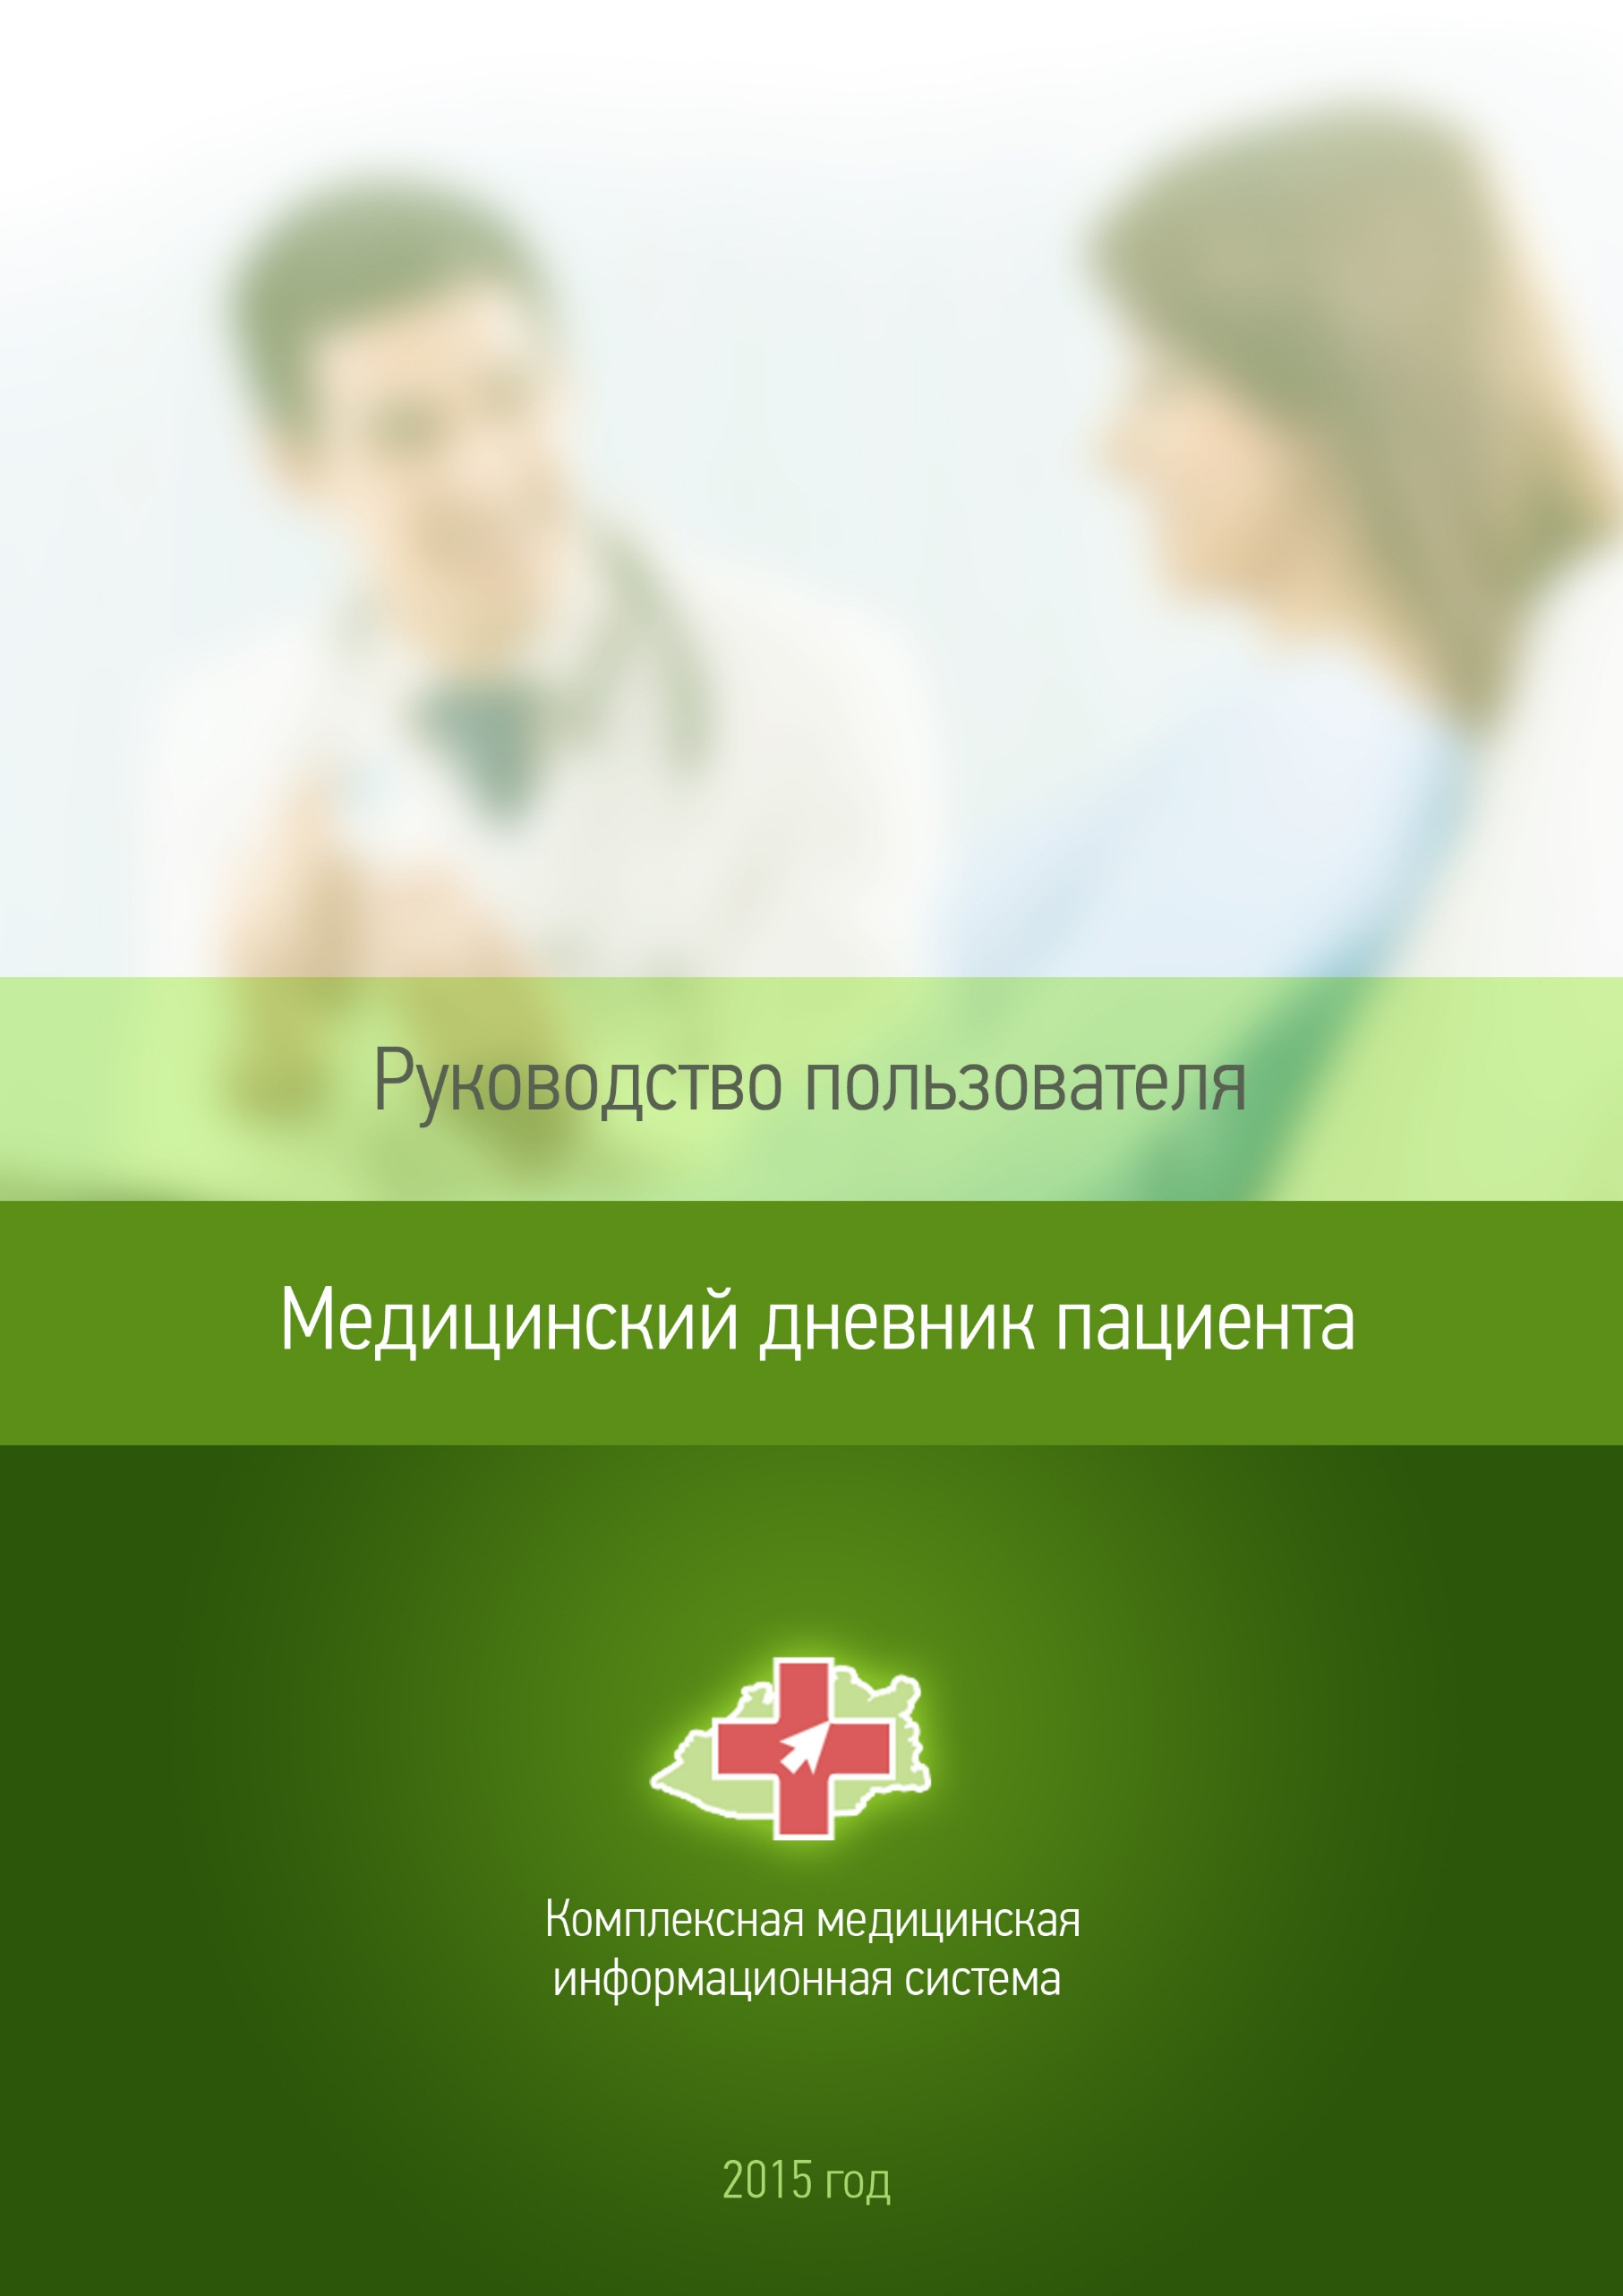 Руководство пользователя
Медицинский дневник пациента
Комплексная медицинская
информационная система
2015 год